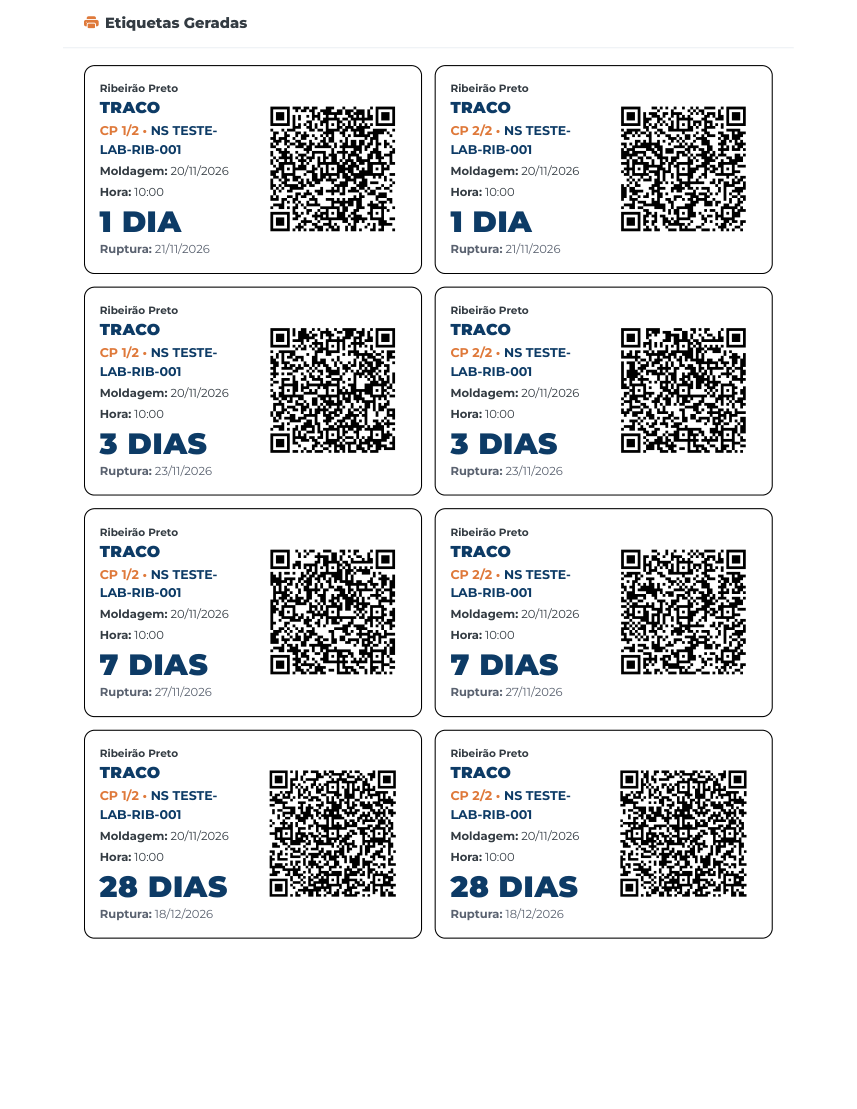 Etiquetas Geradas
Ribeirão Preto
TRACO
CP 1/2 • NS TESTE-
LAB-RIB-001
Moldagem: 20/11/2026
Hora: 10:00
1 DIA
Ruptura: 21/11/2026
Ribeirão Preto
TRACO
CP 2/2 • NS TESTE-
LAB-RIB-001
Moldagem: 20/11/2026
Hora: 10:00
1 DIA
Ruptura: 21/11/2026
Ribeirão Preto
TRACO
CP 1/2 • NS TESTE-
LAB-RIB-001
Moldagem: 20/11/2026
Hora: 10:00
3 DIAS
Ruptura: 23/11/2026
Ribeirão Preto
TRACO
CP 2/2 • NS TESTE-
LAB-RIB-001
Moldagem: 20/11/2026
Hora: 10:00
3 DIAS
Ruptura: 23/11/2026
Ribeirão Preto
TRACO
CP 1/2 • NS TESTE-
LAB-RIB-001
Moldagem: 20/11/2026
Hora: 10:00
7 DIAS
Ruptura: 27/11/2026
Ribeirão Preto
TRACO
CP 2/2 • NS TESTE-
LAB-RIB-001
Moldagem: 20/11/2026
Hora: 10:00
7 DIAS
Ruptura: 27/11/2026
Ribeirão Preto
TRACO
CP 1/2 • NS TESTE-
LAB-RIB-001
Moldagem: 20/11/2026
Hora: 10:00
28 DIAS
Ruptura: 18/12/2026
Ribeirão Preto
TRACO
CP 2/2 • NS TESTE-
LAB-RIB-001
Moldagem: 20/11/2026
Hora: 10:00
28 DIAS
Ruptura: 18/12/2026